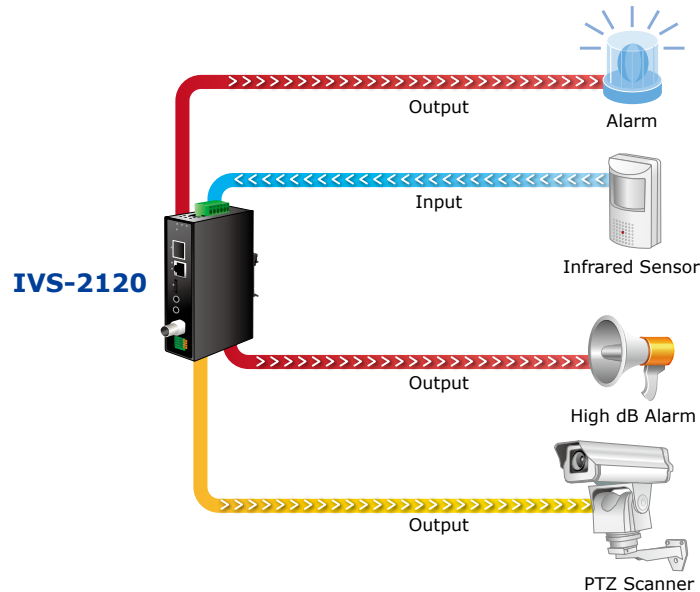 Output
Alarm
Input
Infrared Sensor
IVS-2120
Output
High dB Alarm
Output
PTZ Scanner